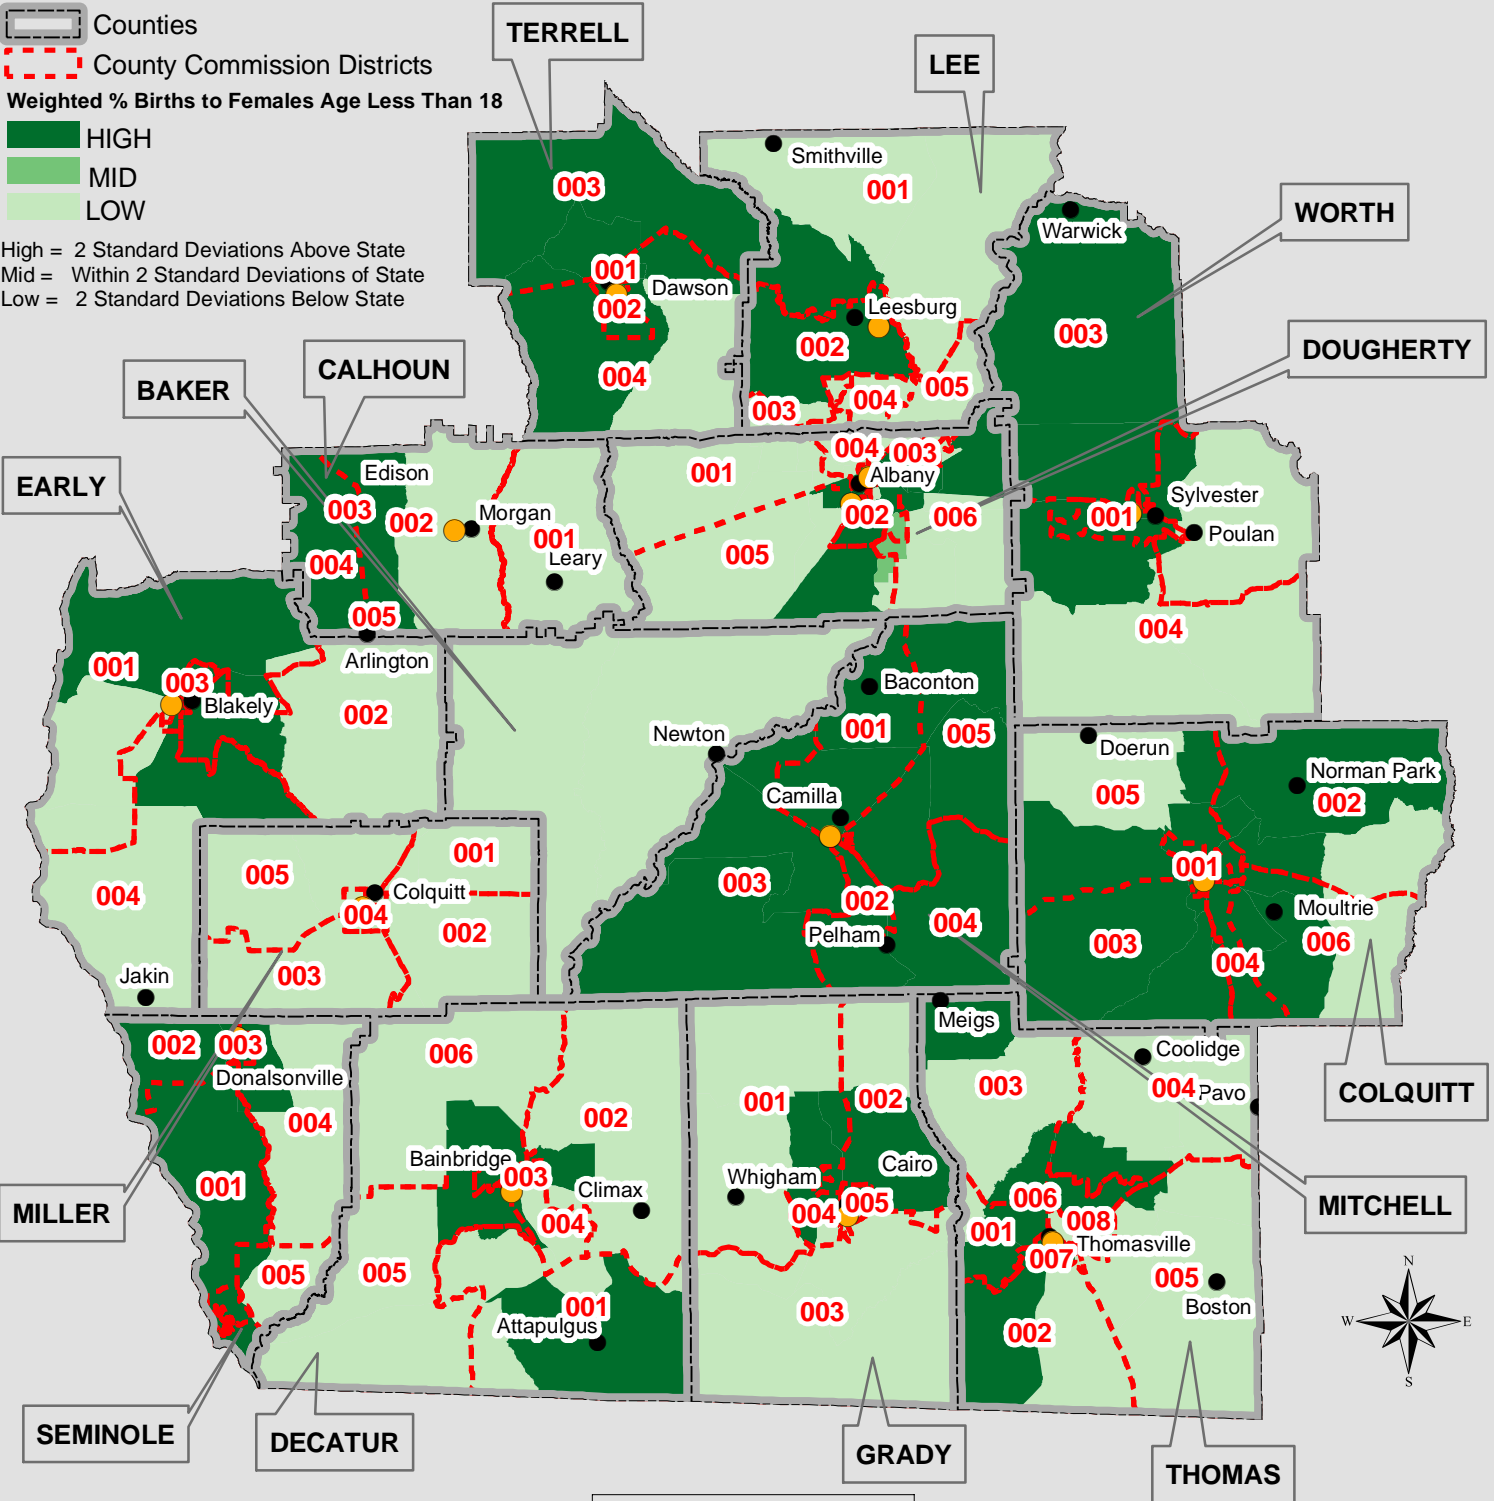 Counties
County Commission Districts
Weighted % Births to Females Age Less Than 18
HIGH
MID
LOW
High = 2 Standard Deviations Above State
Mid = Within 2 Standard Deviations of State
Low = 2 Standard Deviations Below State
TERRELL
LEE
WORTH
DOUGHERTY
CALHOUN
BAKER
EARLY
COLQUITT
MITCHELL
MILLER
SEMINOLE
DECATUR
GRADY
THOMAS
003
001
Dawson
002
004
Smithville
001
Leesburg
002
005
004
003
Warwick
003
Sylvester
001
Poulan
004
Edison
003
002
Morgan
001
Leary
004
005
Arlington
001
004
003
Albany
002
006
005
001
003
Blakely
002
004
Jakin
Newton
Baconton
001
005
Camilla
003
002
004
Pelham
Doerun
005
Norman Park
002
001
Moultrie
003
004
006
001
005
Colquitt
004
002
003
002
003
Donalsonville
004
001
005
006
002
Bainbridge
003
Climax
004
005
001
Attapulgus
001
002
Cairo
Whigham
004
005
003
Meigs
Coolidge
003
004
Pavo
006
001
008
Thomasville
007
005
Boston
002
N
W
E
S